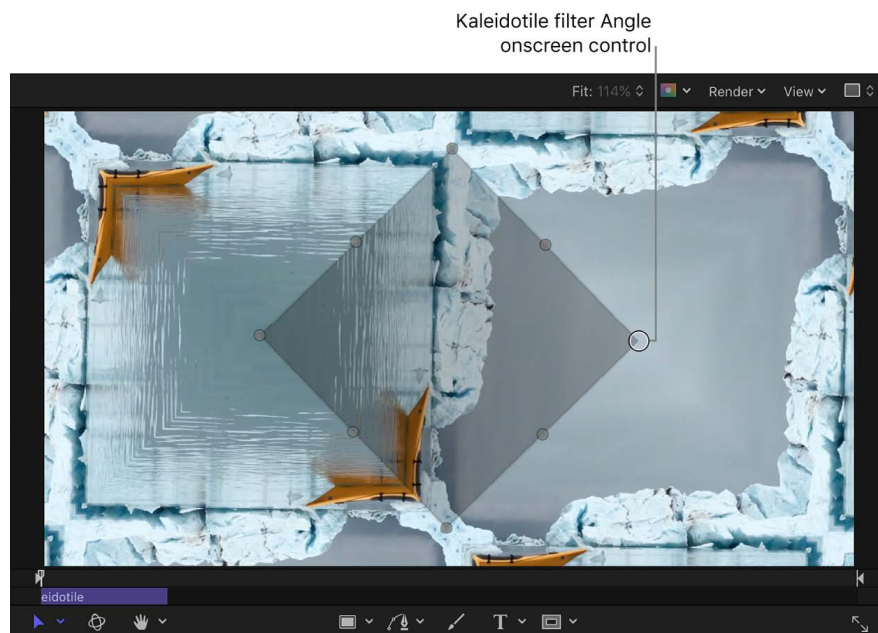 Kaleidotile filter Angle
onscreen control
Fit: 114% Render View
eidotile
T